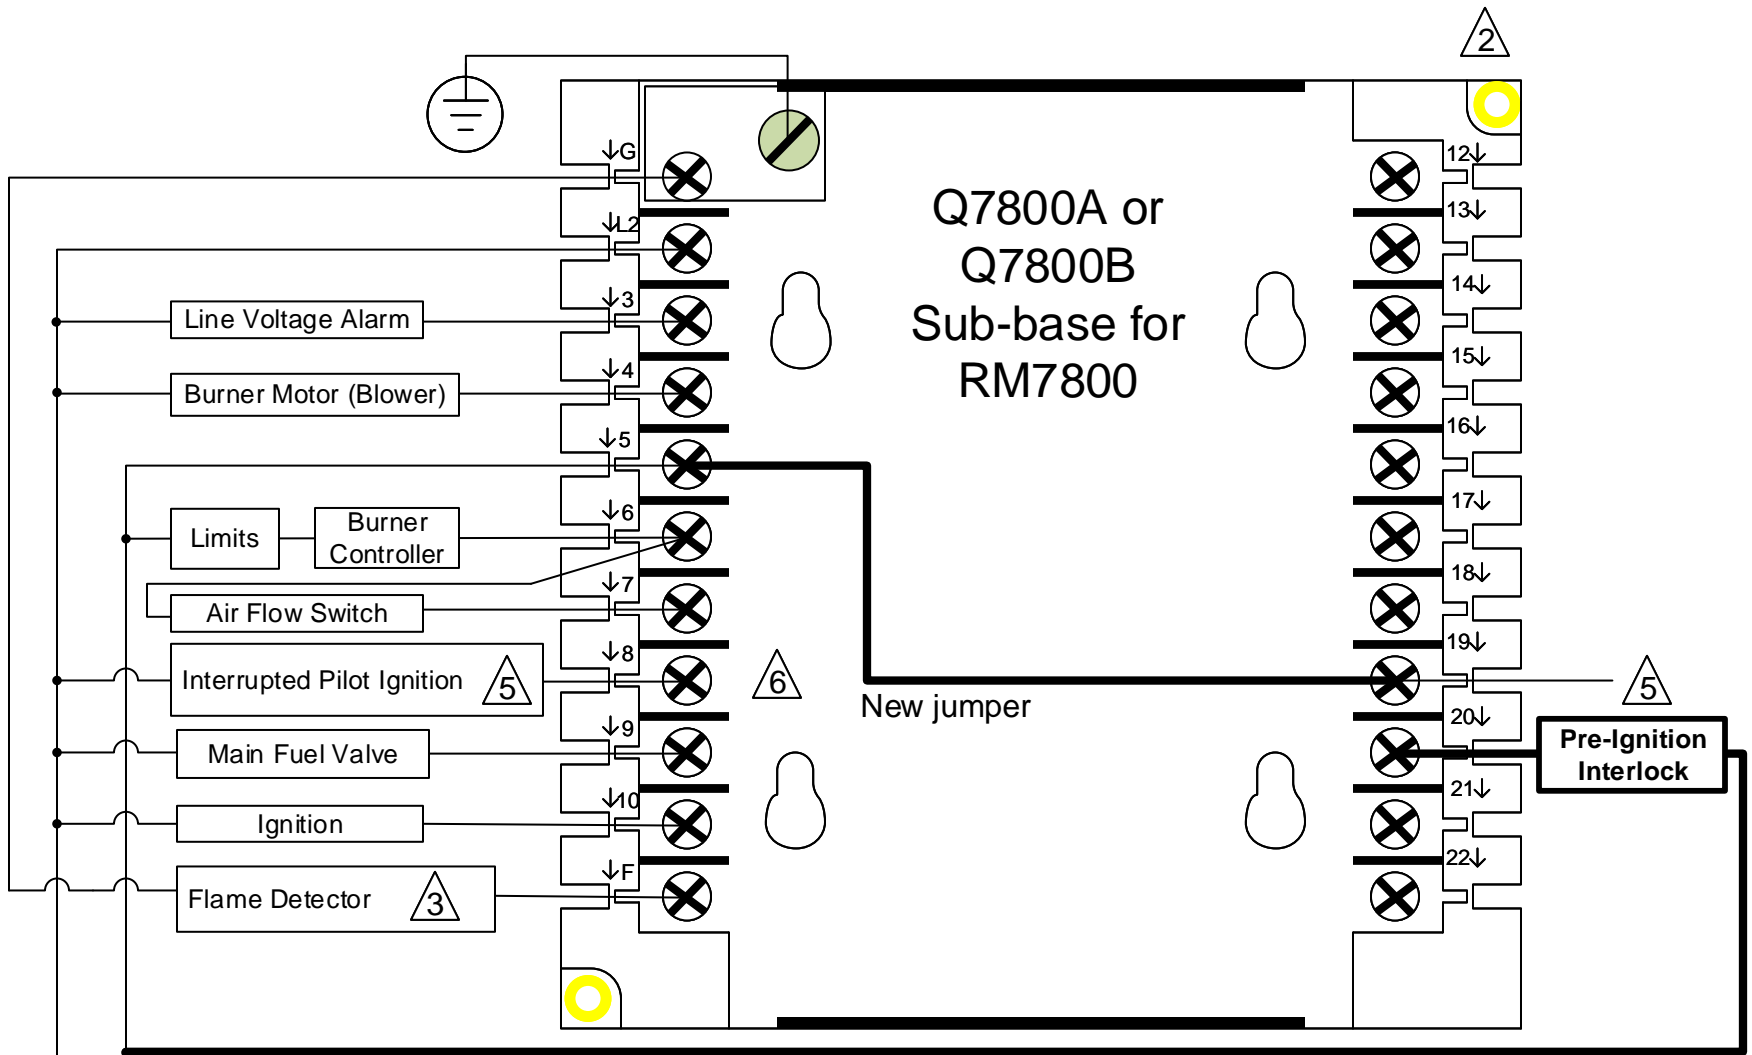 2
G
12
L2
13
Q7800A or
Q7800B
Sub-base for
RM7800
3
14
Line Voltage Alarm
4
15
Burner Motor (Blower)
5
16
6
17
Limits
Burner
Controller
7
18
Air Flow Switch
8
19
Interrupted Pilot Ignition 5
6
5
New jumper
9
20
Main Fuel Valve
Pre-Ignition
Interlock
10
21
Ignition
F
22
Flame Detector 3